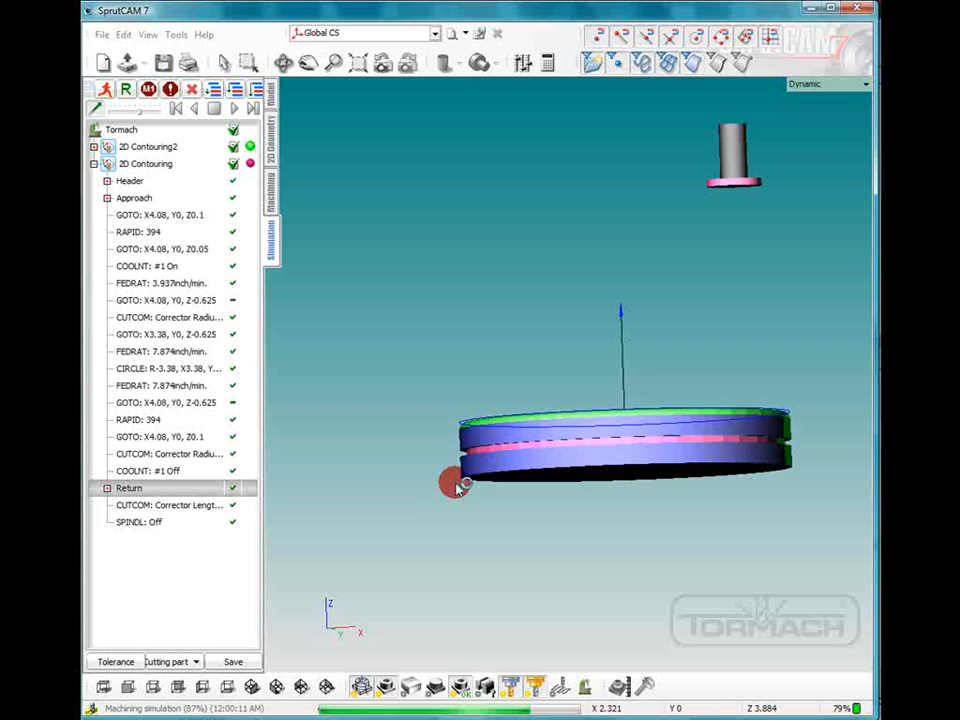 SprutCAM 7
File Edit View Tools Help
Global CS
Dynamic
Model
2D Geometry
Machining
Simulation
Tormach
2D Contouring2
2D Contouring
Header
Approach
GOTO: X4.08, Y0, Z0.1
RAPID: 394
GOTO: X4.08, Y0, Z0.05
COOLNT: #1 On
FEDRAT: 3.937inch/min.
GOTO: X4.08, Y0, Z-0.625
CUTCOM: Corrector Radiu...
GOTO: X3.38, Y0, Z-0.625
FEDRAT: 7.874inch/min.
CIRCLE: R-3.38, X3.38, Y...
FEDRAT: 7.874inch/min.
GOTO: X4.08, Y0, Z-0.625
RAPID: 394
GOTO: X4.08, Y0, Z0.1
CUTCOM: Corrector Radiu...
COOLNT: #1 Off
Return
CUTCOM: Corrector Lengt...
SPINDL: Off
Z
Y X
TORMACH
Tolerance Cutting part Save
Machining simulation (87%) (12:00:11 AM) X 2.321 Y 0 Z 3.884 79%